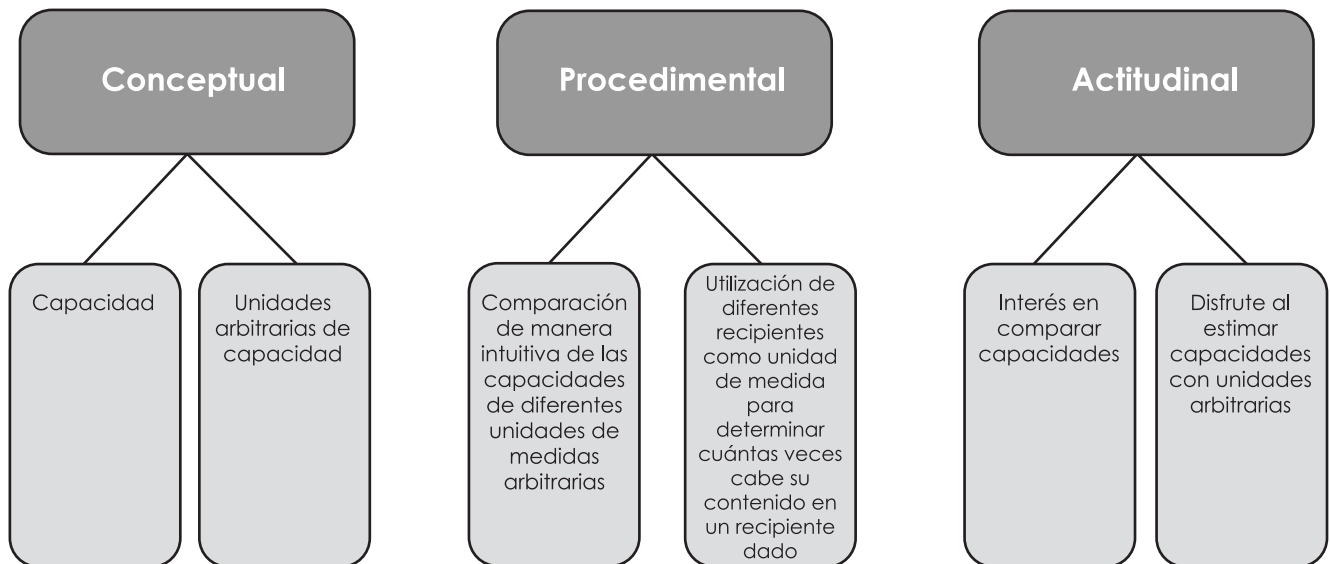 Conceptual
Capacidad
Unidades
arbitrarias de
capacidad
Procedimental
Comparación
de manera
intuitiva de las
capacidades
de diferentes
unidades de
medidas
arbitrarias
Utilización de
diferentes
recipientes
como unidad
de medida
para
determinar
cuántas veces
cabe su
contenido en
un recipiente
dado
Actitudinal
Interés en
comparar
capacidades
Disfrute al
estimar
capacidades
con unidades
arbitrarias